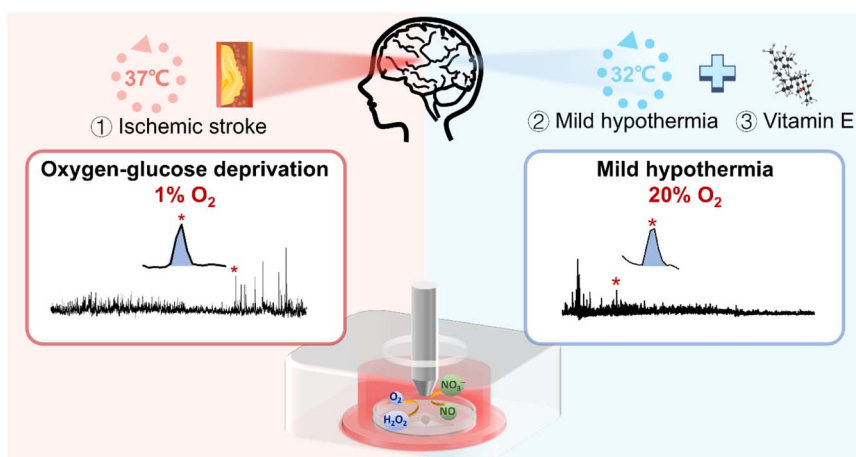 37℃
① Ischemic stroke
32℃
② Mild hypothermia ③ Vitamin E
Oxygen-glucose deprivation
1% O₂
*
*
Mild hypothermia
20% O₂
*
*
O₂
NO₃⁻
H₂O₂
NO